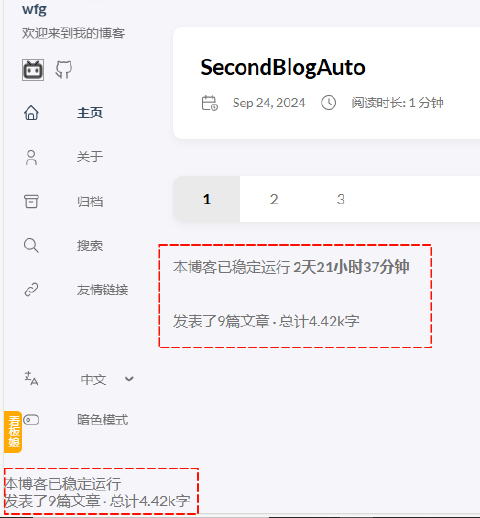 wfg
欢迎来到我的博客
主页
关于
归档
搜索
友情链接
中文
暗色模式
看板娘
本博客已稳定运行
发表了9篇文章 · 总计4.42k字
SecondBlogAuto
Sep 24, 2024 阅读时长: 1 分钟
1 2 3
本博客已稳定运行 2天21小时37分钟
发表了9篇文章 · 总计4.42k字